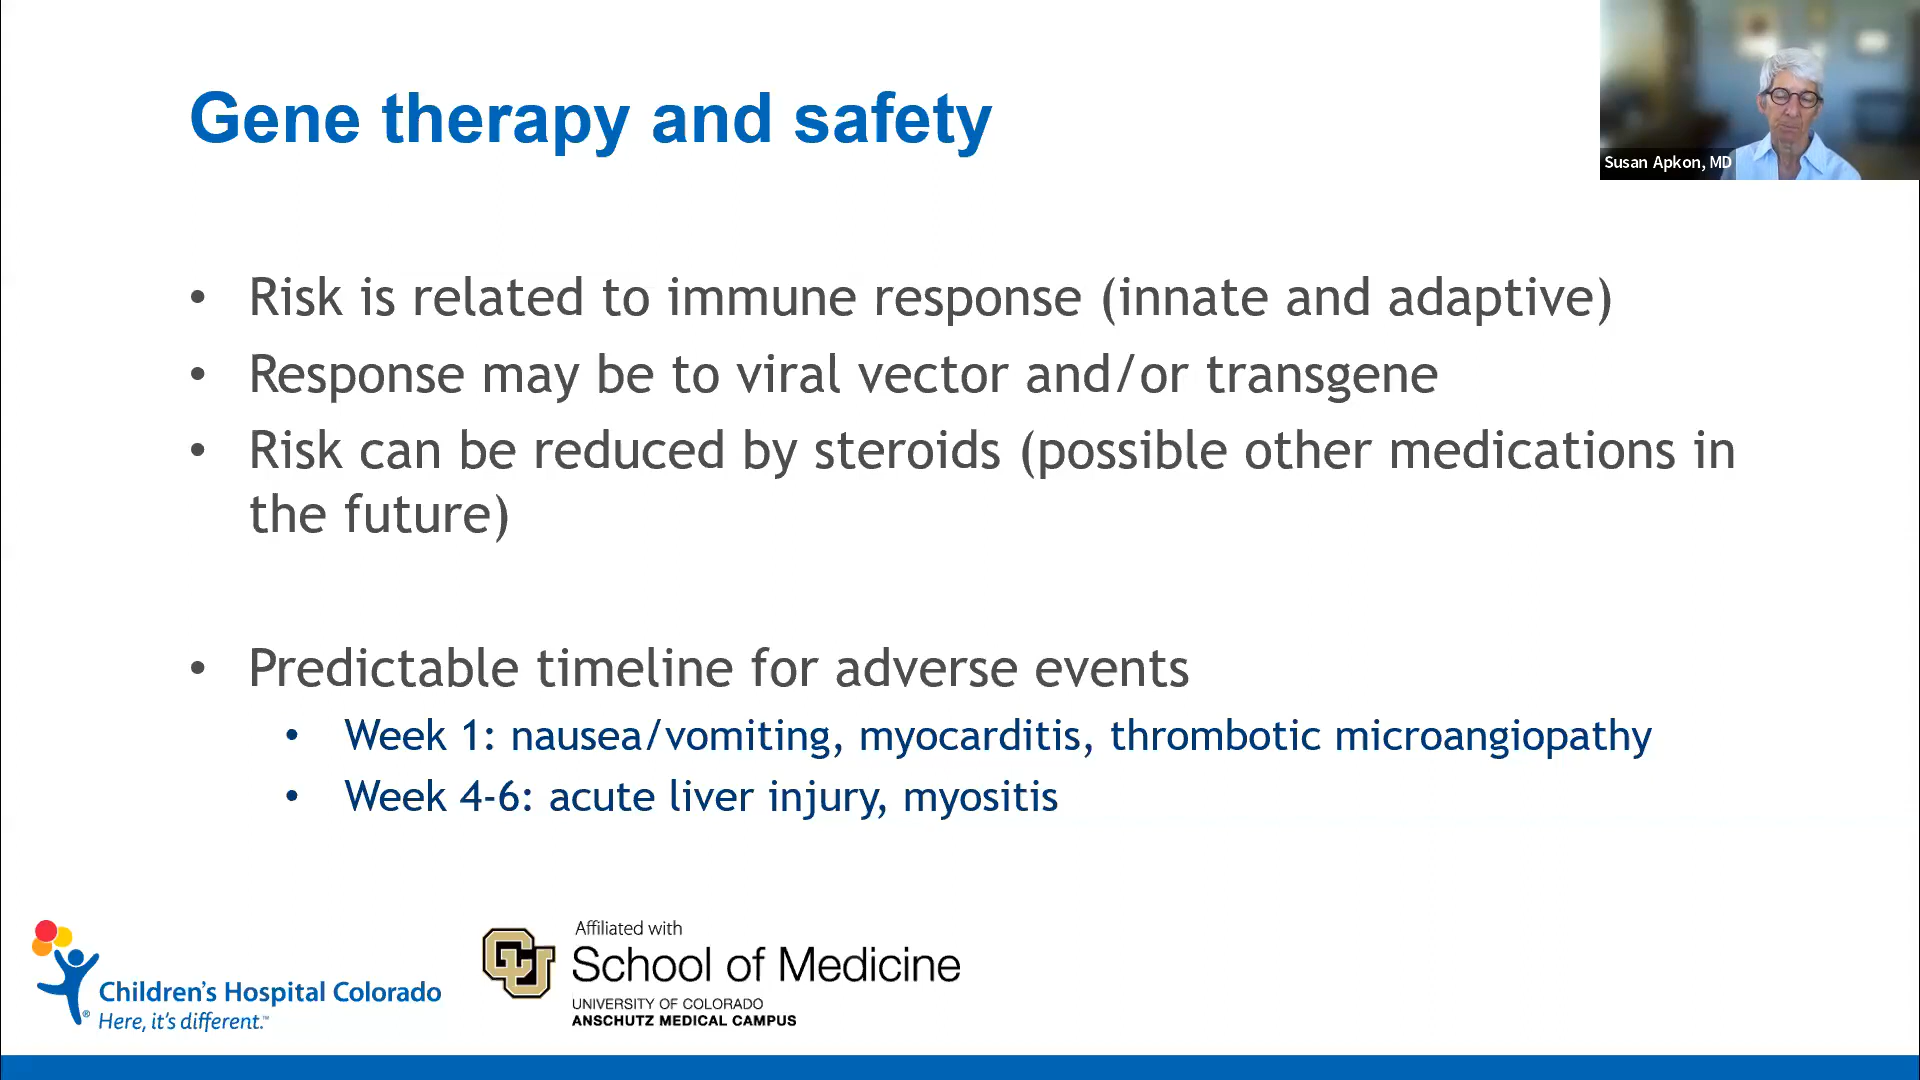 Gene therapy and safety
Susan Apkon, MD
• Risk is related to immune response (innate and adaptive)
• Response may be to viral vector and/or transgene
• Risk can be reduced by steroids (possible other medications in
the future)
• Predictable timeline for adverse events
• Week 1: nausea/vomiting, myocarditis, thrombotic microangiopathy
• Week 4-6: acute liver injury, myositis
Children's Hospital Colorado
Here, it's different.™
Affiliated with
School of Medicine
UNIVERSITY OF COLORADO
ANSCHUTZ MEDICAL CAMPUS